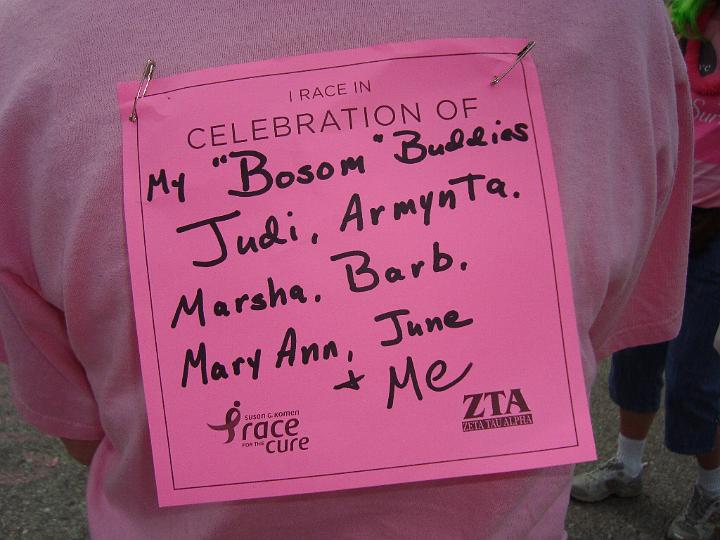 I RACE IN
CELEBRATION OF
My "Bosom" Buddies
Judi, Armynta.
Marsha. Barb.
Mary Ann, June
+ Me
SUSAN G. KOMEN
race
FOR THE cure
ZTA
ZETA TAU ALPHA
Sur